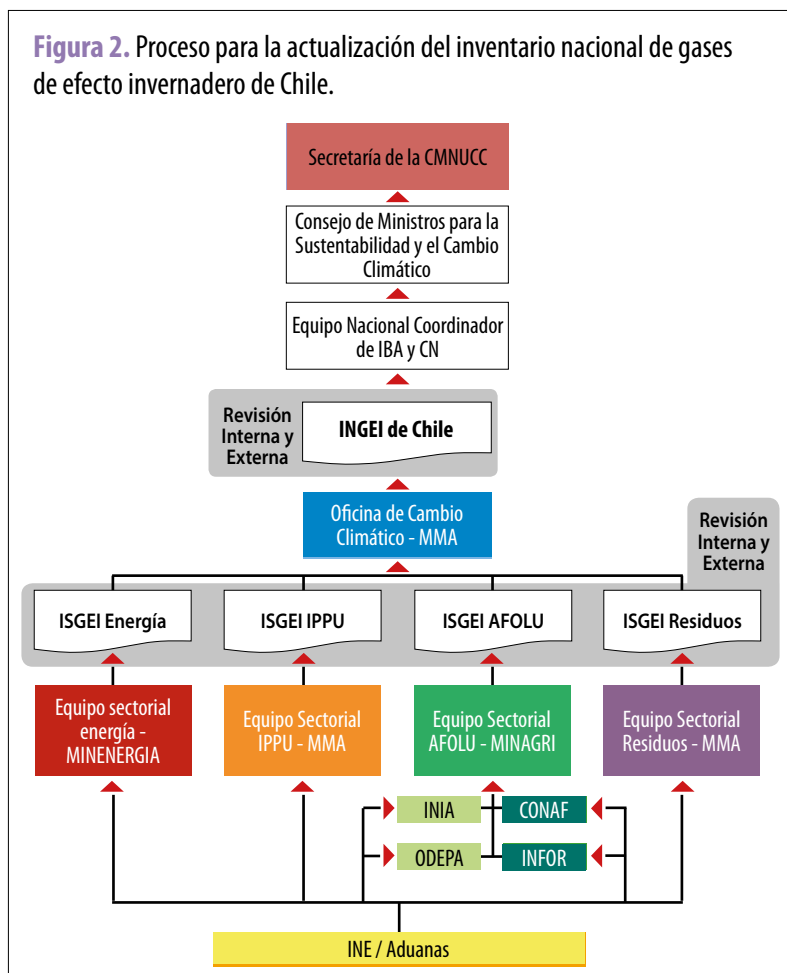 Figura 2. Proceso para la actualización del inventario nacional de gases
de efecto invernadero de Chile.
Secretaría de la CMNUCC
Consejo de Ministros para la
Sustentabilidad y el Cambio
Climático
Equipo Nacional Coordinador
de IBA y CN
Revisión
Interna y
Externa
INGEI de Chile
Oficina de Cambio
Climático - MMA
Revisión
Interna y
Externa
ISGEI Energía
ISGEI IPPU
ISGEI AFOLU
ISGEI Residuos
Equipo sectorial
energía -
MINENERGIA
Equipo Sectorial
IPPU - MMA
Equipo Sectorial
AFOLU - MINAGRI
Equipo Sectorial
Residuos - MMA
INIA
CONAF
ODEPA
INFOR
INE / Aduanas